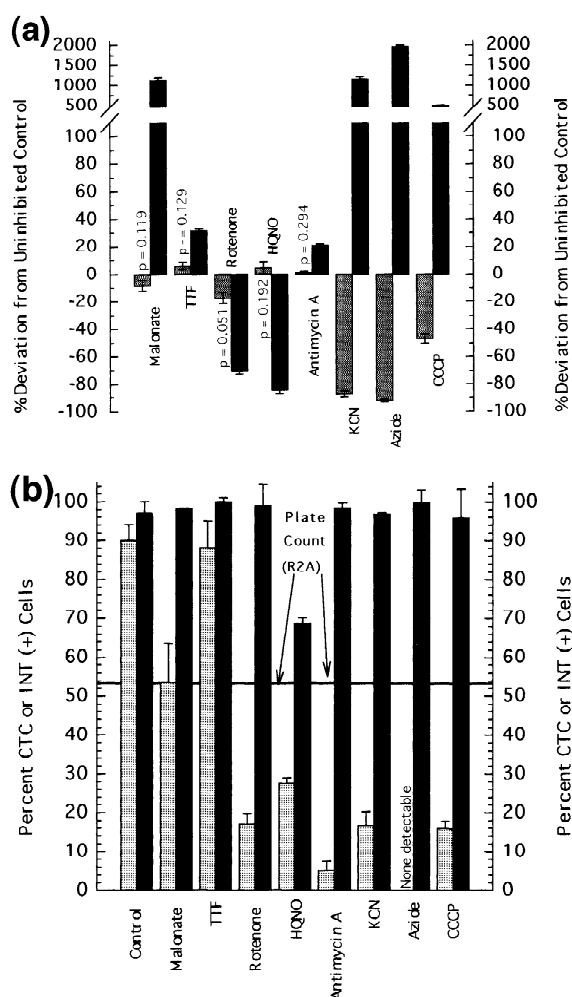 (a)
%Deviation from Uninhibited Control
2000
1000
500
100
80
60
40
20
0
-20
-40
-60
-80
-100
p = 0.119
Malonate
p -= 0.129
TTF
Rotenone
p = 0.051
HQNO
p = 0.192
p = 0.294
Antimycin A
KCN
Azide
CCCP
2000
1000
500
100
80
60
40
20
0
-20
-40
-60
-80
-100
%Deviation from Uninhibited Control
(b)
Percent CTC or INT (+) Cells
100
90
80
70
60
50
40
30
20
10
0
Plate
Count
(R2A)
None detectable
100
90
80
70
60
50
40
30
20
10
0
Percent CTC or INT (+) Cells
Control
Malonate
TTF
Rotenone
HQNO
Antimycin A
KCN
Azide
CCCP